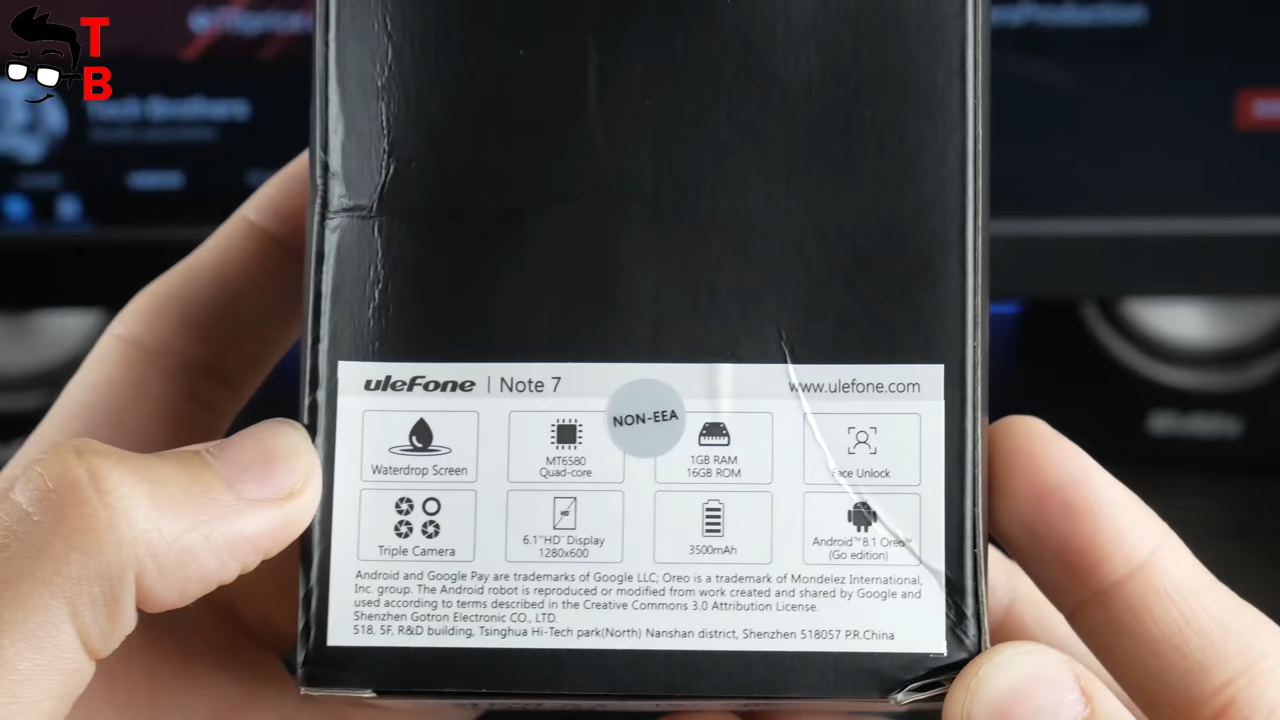 T
B
Tech Brothers
uleFone | Note 7
www.ulefone.com
NON-EEA
Waterdrop Screen
MT6580
Quad-core
1GB RAM
16GB ROM
ace Unlock
Triple Camera
6.1"HD⁺ Display
1280x600
3500mAh
Android™ 8.1 Oreo™
(Go edition)
Android and Google Pay are trademarks of Google LLC; Oreo is a trademark of Mondelez International,
Inc. group. The Android robot is reproduced or modified from work created and shared by Google and
used according to terms described in the Creative Commons 3.0 Attribution License.
Shenzhen Gotron Electronic CO., LTD.
518, 5F, R&D building, Tsinghua Hi-Tech park(North) Nanshan district, Shenzhen 518057 P.R.China